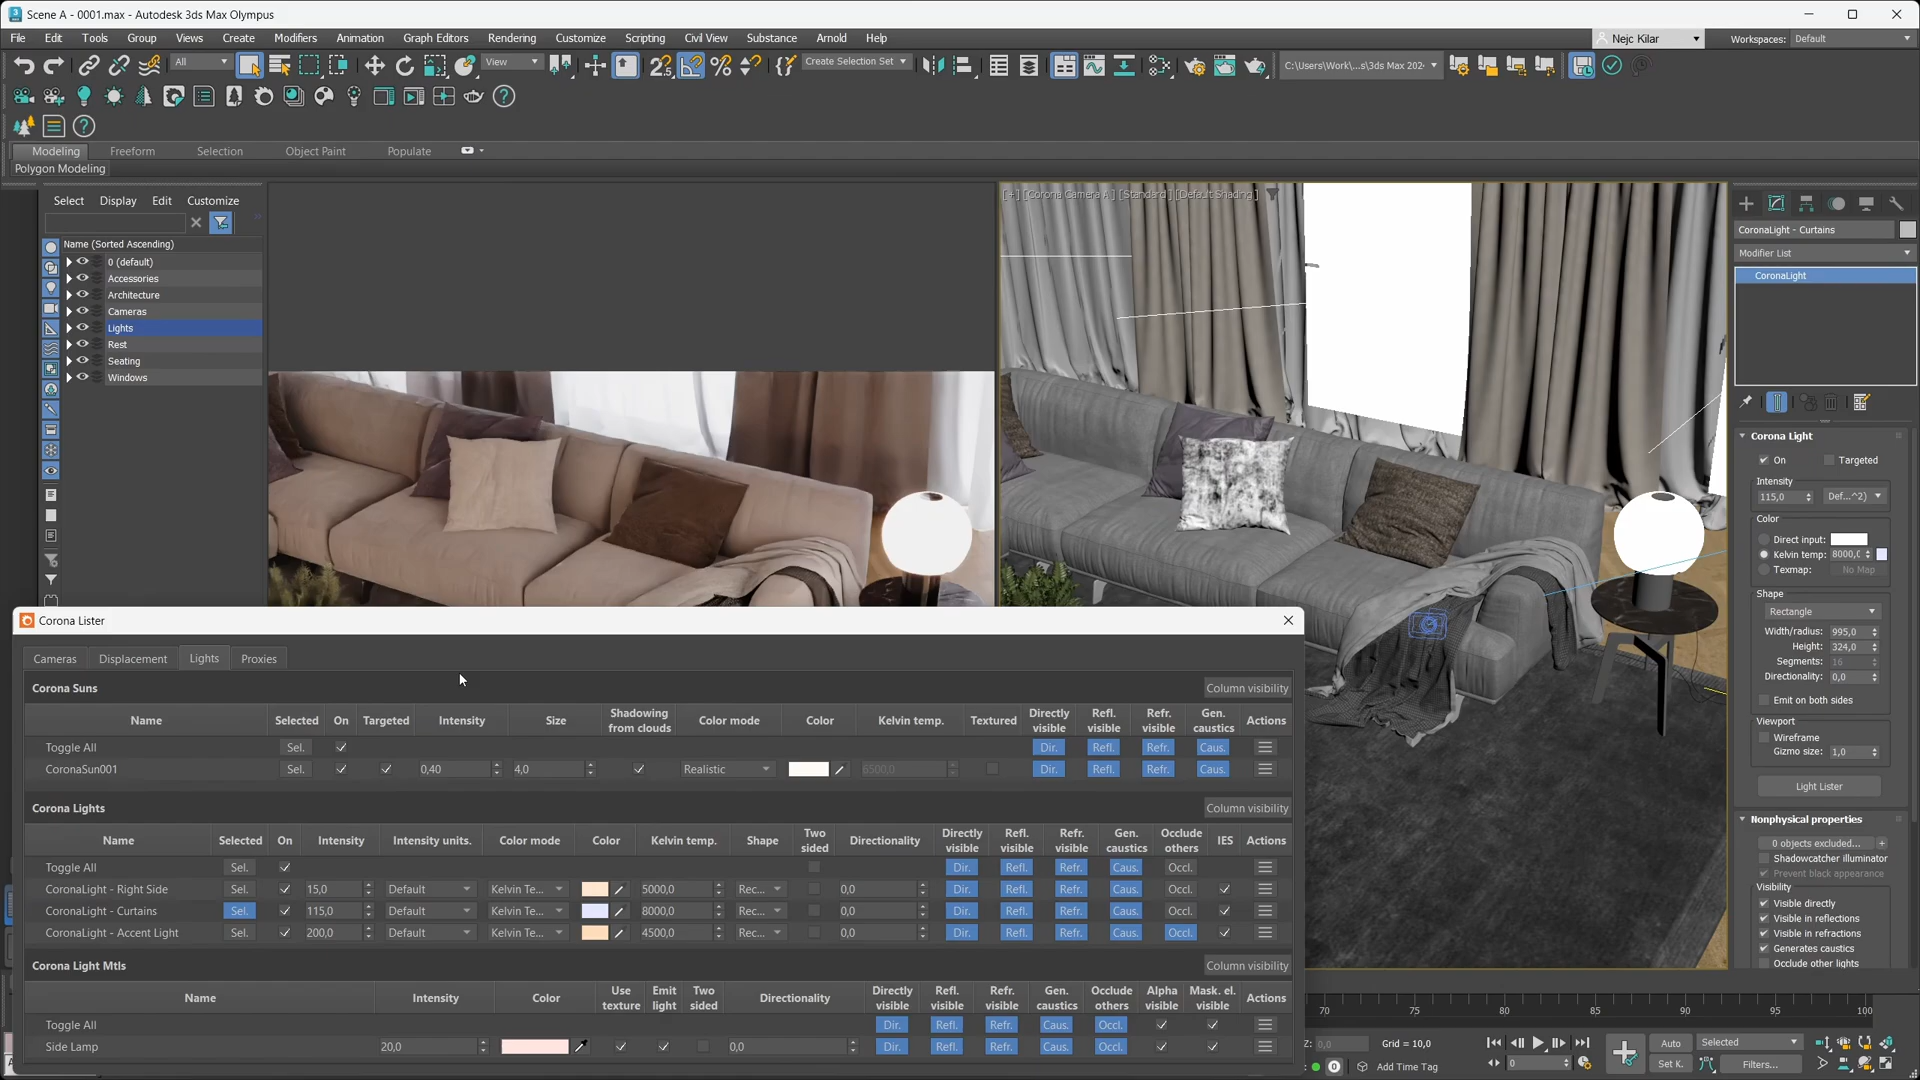 Scene A - 0001.max - Autodesk 3ds Max Olympus
File Edit Tools Group Views Create Modifiers Animation Graph Editors Rendering Customize Scripting Civil View Substance Arnold Help
Nejc Kilar
Workspaces: Default
All
View
Create Selection Set
C:\Users\Work\...s\3ds Max 202
Modeling Freeform Selection Object Paint Populate
Polygon Modeling
Select Display Edit Customize
Name (Sorted Ascending)
0 (default)
Accessories
Architecture
Cameras
Lights
Rest
Seating
Windows
[+] [Corona Camera A ] [Standard ] [Default Shading ]
CoronaLight - Curtains
Modifier List
CoronaLight
Corona Light
On Targeted
Intensity
115,0 Def...^2)
Color
Direct input:
Kelvin temp: 8000,(
Texmap: No Map
Shape
Rectangle
Width/radius: 995,0
Height: 324,0
Segments: 16
Directionality: 0,0
Emit on both sides
Viewport
Wireframe
Gizmo size: 1,0
Light Lister
Nonphysical properties
0 objects excluded... +
Shadowcatcher illuminator
Prevent black appearance
Visibility
Visible directly
Visible in reflections
Visible in refractions
Generates caustics
Occlude other lights
Corona Lister
Cameras Displacement Lights Proxies
Corona Suns Column visibility
Name Selected On Targeted Intensity Size Shadowing from clouds Color mode Color Kelvin temp. Textured Directly visible Refl. visible Refr. visible Gen. caustics Actions
Toggle All Sel. Dir. Refl. Refr. Caus.
CoronaSun001 Sel. 0,40 4,0 Realistic 6500,0 Dir. Refl. Refr. Caus.
Corona Lights Column visibility
Name Selected On Intensity Intensity units. Color mode Color Kelvin temp. Shape Two sided Directionality Directly visible Refl. visible Refr. visible Gen. caustics Occlude others IES Actions
Toggle All Sel. Dir. Refl. Refr. Caus. Occl.
CoronaLight - Right Side Sel. 15,0 Default Kelvin Te... 5000,0 Rec... 0,0 Dir. Refl. Refr. Caus. Occl.
CoronaLight - Curtains Sel. 115,0 Default Kelvin Te... 8000,0 Rec... 0,0 Dir. Refl. Refr. Caus. Occl.
CoronaLight - Accent Light Sel. 200,0 Default Kelvin Te... 4500,0 Rec... 0,0 Dir. Refl. Refr. Caus. Occl.
Corona Light Mtls Column visibility
Name Intensity Color Use texture Emit light Two sided Directionality Directly visible Refl. visible Refr. visible Gen. caustics Occlude others Alpha visible Mask. el. visible Actions
Toggle All Dir. Refl. Refr. Caus. Occl.
Side Lamp 20,0 0,0 Dir. Refl. Refr. Caus. Occl.
70 75 80 85 90 95 100
Z: 0,0 Grid = 10,0
0 Add Time Tag
0
Auto Selected
Set K. Filters...